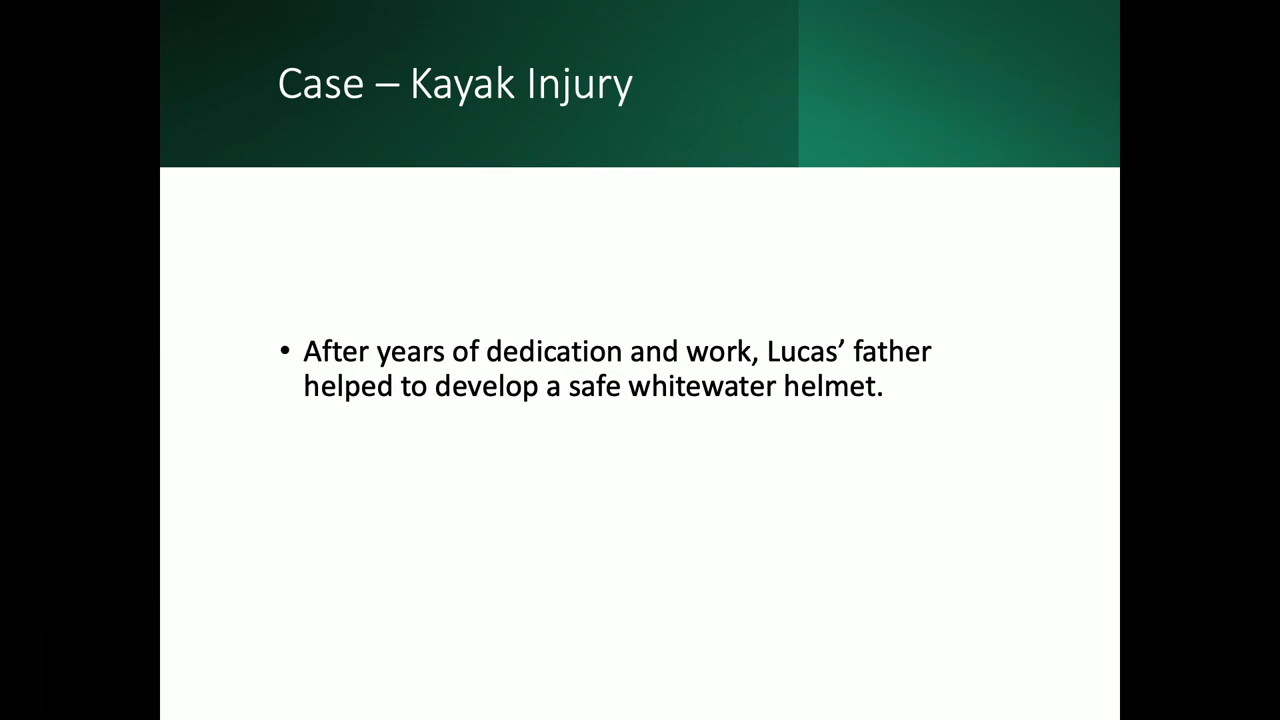 Case – Kayak Injury
• After years of dedication and work, Lucas’ father
helped to develop a safe whitewater helmet.